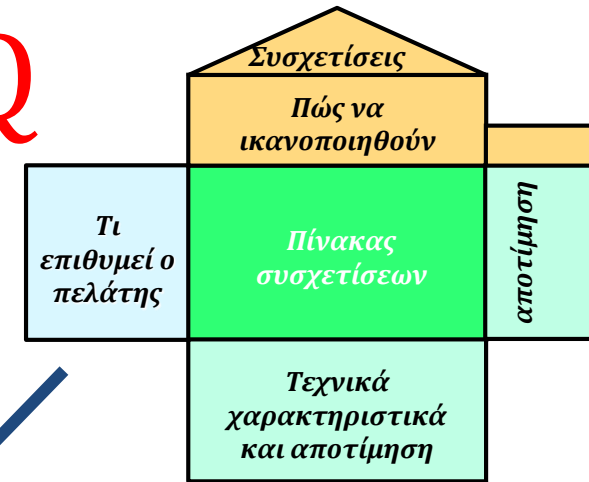 Q
Συσχετίσεις
Πώς να
ικανοποιηθούν
Τι
επιθυμεί ο
πελάτης
Πίνακας
συσχετίσεων
αποτίμηση
Τεχνικά
χαρακτηριστικά
και αποτίμηση